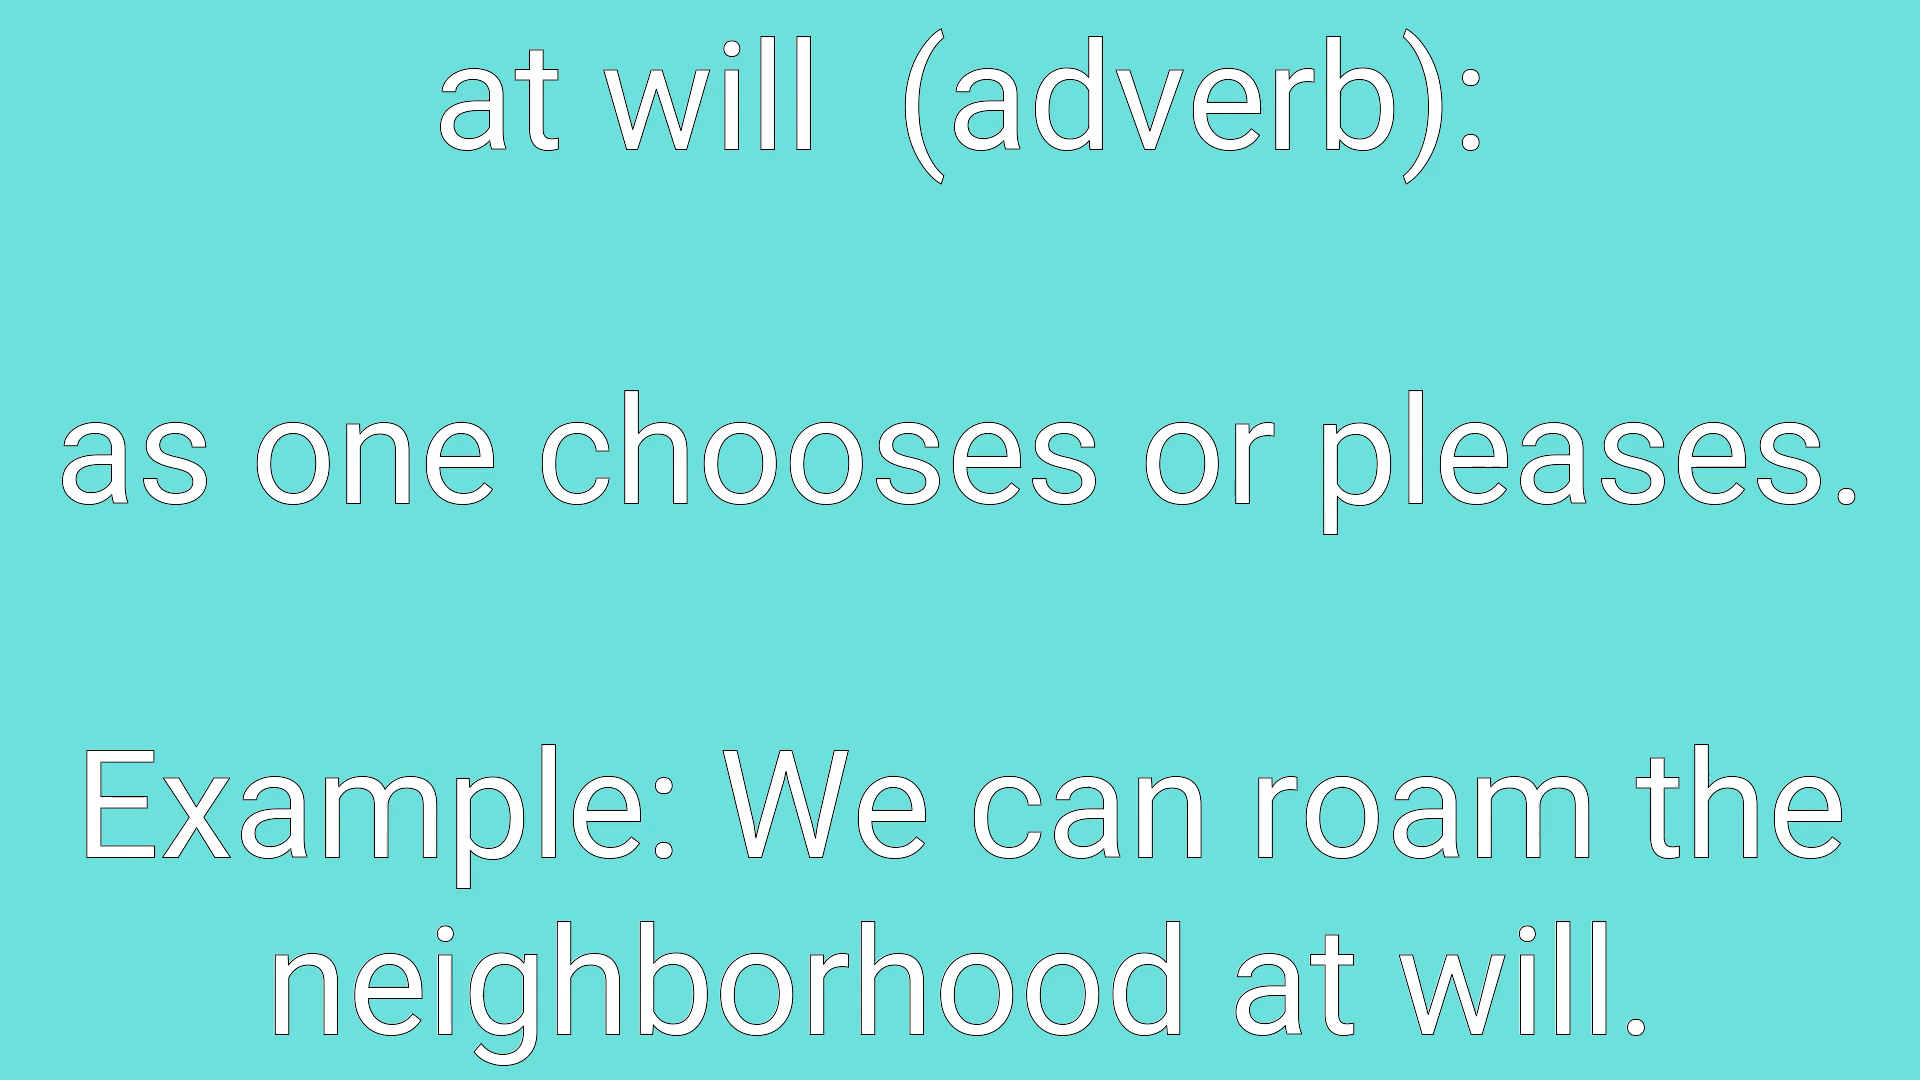 at will  (adverb):
as one chooses or pleases.
Example: We can roam the
neighborhood at will.